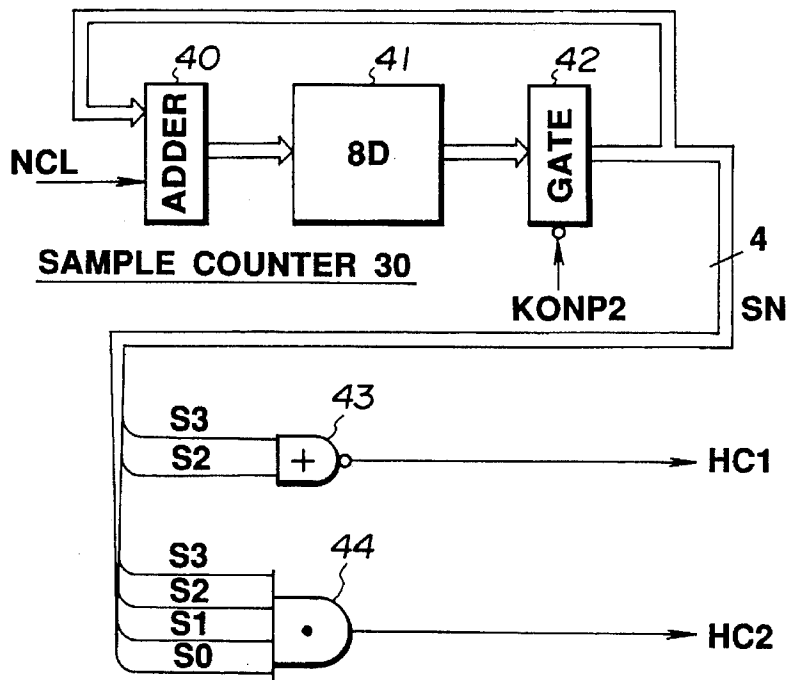 40
41
42
ADDER
8D
GATE
NCL
SAMPLE COUNTER 30
4
KONP2
SN
43
S3
S2
+
HC1
44
S3
S2
S1
S0
HC2